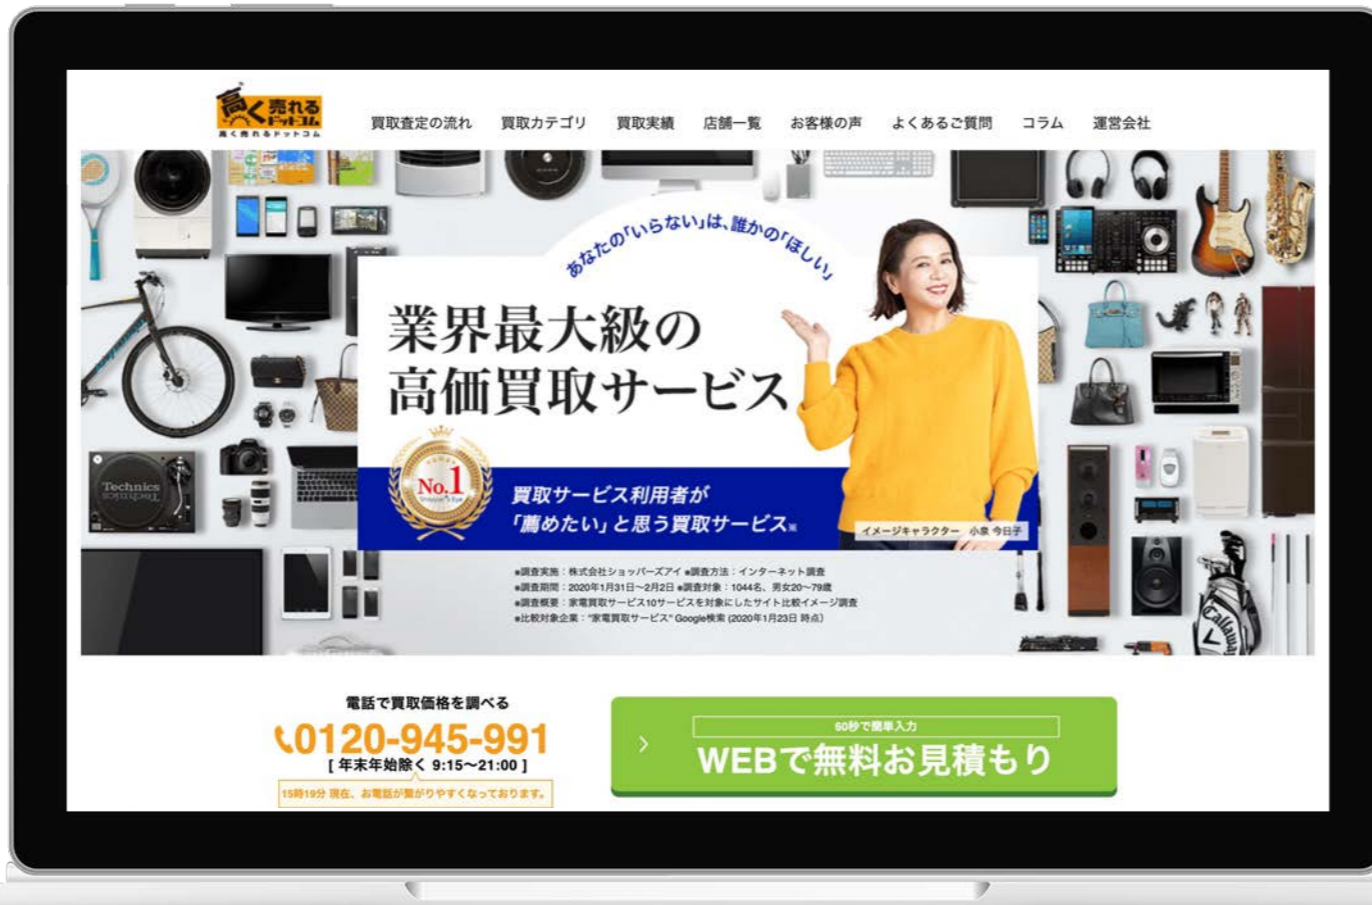 高く売れる
ドットコム
高く売れるドットコム
買取査定の流れ 買取カテゴリ 買取実績 店舗一覧 お客様の声 よくあるご質問 コラム 運営会社
あなたの「いらない」は、誰かの「ほしい」
業界最大級の
高価買取サービス
No.1
買取サービス利用者が
「薦めたい」と思う買取サービス※
イメージキャラクター 小泉 今日子
※調査実施：株式会社ショッパーズアイ ※調査方法：インターネット調査
※調査期間：2020年1月31日〜2月2日 ※調査対象：1044名、男女20〜79歳
※調査概要：家電買取サービス10サービスを対象にしたサイト比較イメージ調査
※比較対象企業："家電買取サービス" Google検索 (2020年1月23日 時点)
Technics
Callaway
電話で買取価格を調べる
0120-945-991
[ 年末年始除く 9:15〜21:00 ]
15時19分 現在、お電話が繋がりやすくなっております。
60秒で簡単入力
WEBで無料お見積もり